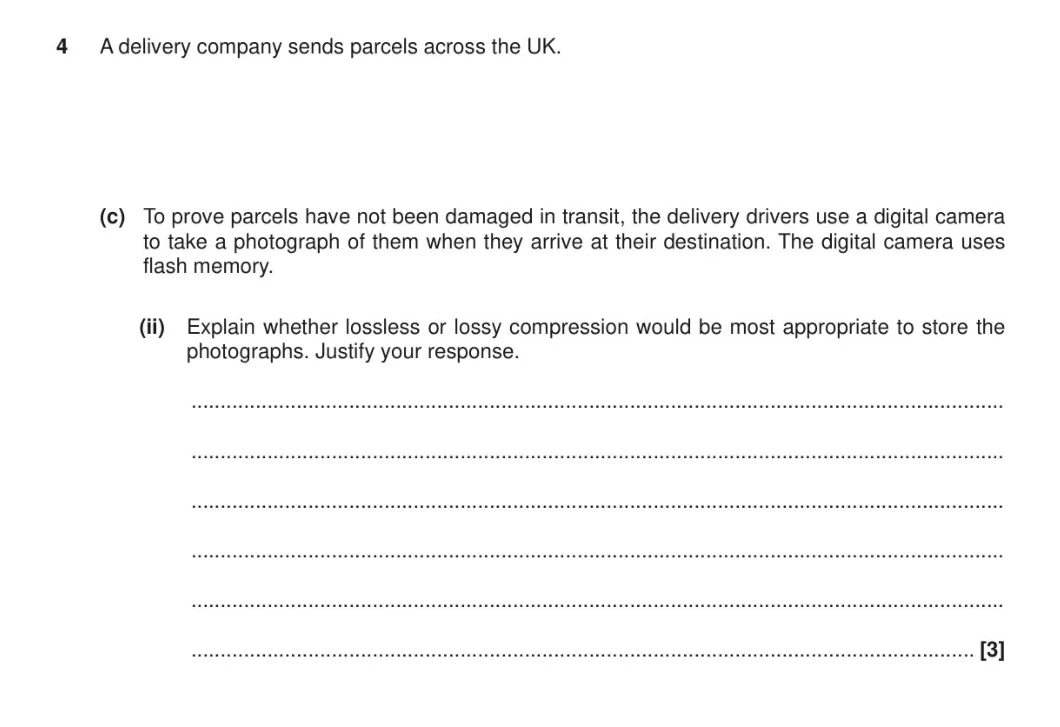 4 A delivery company sends parcels across the UK.
(c) To prove parcels have not been damaged in transit, the delivery drivers use a digital camera
to take a photograph of them when they arrive at their destination. The digital camera uses
flash memory.
(ii) Explain whether lossless or lossy compression would be most appropriate to store the
photographs. Justify your response.
..........................................................................................................................................
..........................................................................................................................................
..........................................................................................................................................
..........................................................................................................................................
..........................................................................................................................................
..................................................................................................................................... [3]